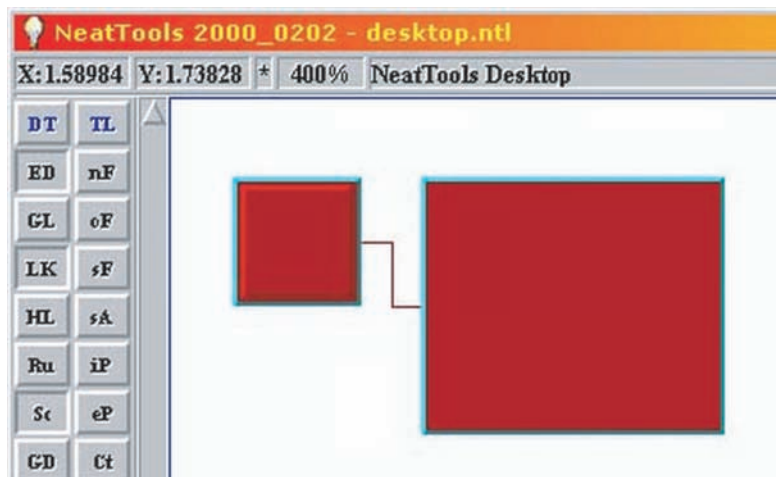 NeatTools 2000_0202 - desktop.ntl
X:1.58984 Y:1.73828 * 400% NeatTools Desktop
DT TL
ED nF
GL oF
LK sF
HL sA
Ru iP
Sc eP
GD Ct